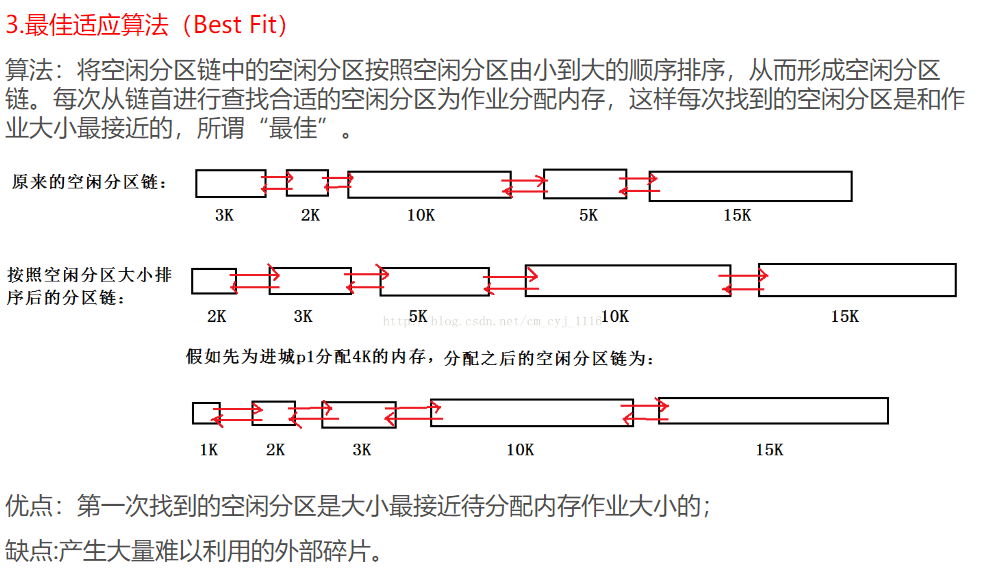 3.最佳适应算法（Best Fit）
算法：将空闲分区链中的空闲分区按照空闲分区由小到大的顺序排序，从而形成空闲分区
链。每次从链首进行查找合适的空闲分区为作业分配内存，这样每次找到的空闲分区是和作
业大小最接近的，所谓“最佳”。
原来的空闲分区链：
3K 2K 10K 5K 15K
按照空闲分区大小排
序后的分区链：
2K 3K 5K 10K 15K
http://blog.csdn.net/cm_cyj_1116
假如先为进城p1分配4K的内存，分配之后的空闲分区链为：
1K 2K 3K 10K 15K
优点：第一次找到的空闲分区是大小最接近待分配内存作业大小的；
缺点:产生大量难以利用的外部碎片。